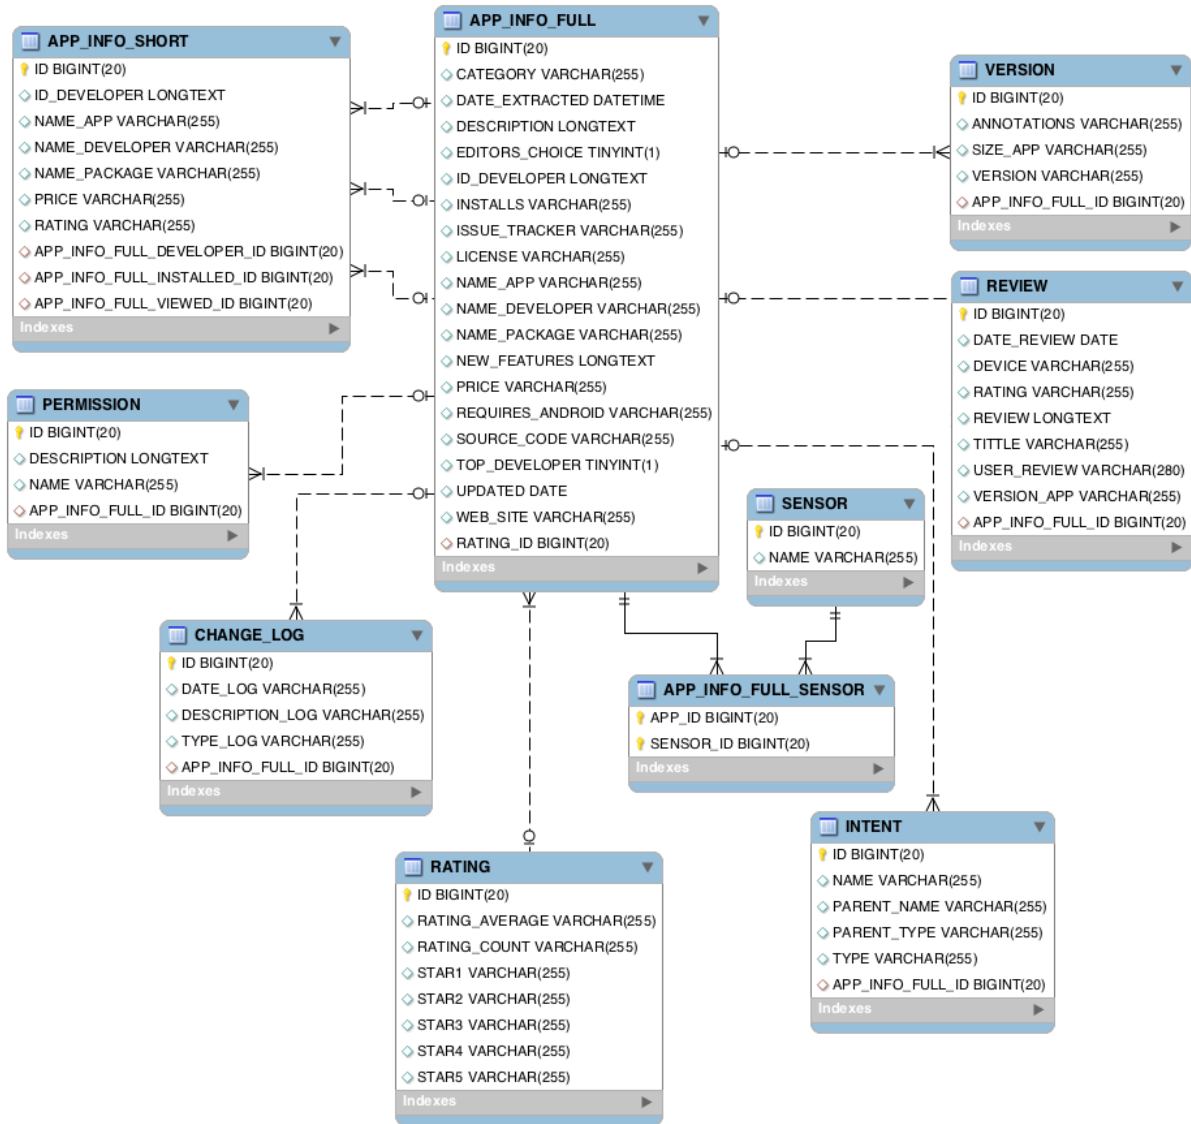 APP_INFO_SHORT
ID BIGINT(20)
ID_DEVELOPER LONGTEXT
NAME_APP VARCHAR(255)
NAME_DEVELOPER VARCHAR(255)
NAME_PACKAGE VARCHAR(255)
PRICE VARCHAR(255)
RATING VARCHAR(255)
APP_INFO_FULL_DEVELOPER_ID BIGINT(20)
APP_INFO_FULL_INSTALLED_ID BIGINT(20)
APP_INFO_FULL_VIEWED_ID BIGINT(20)
Indexes
APP_INFO_FULL
ID BIGINT(20)
CATEGORY VARCHAR(255)
DATE_EXTRACTED DATETIME
DESCRIPTION LONGTEXT
EDITORS_CHOICE TINYINT(1)
ID_DEVELOPER LONGTEXT
INSTALLS VARCHAR(255)
ISSUE_TRACKER VARCHAR(255)
LICENSE VARCHAR(255)
NAME_APP VARCHAR(255)
NAME_DEVELOPER VARCHAR(255)
NAME_PACKAGE VARCHAR(255)
NEW_FEATURES LONGTEXT
PRICE VARCHAR(255)
REQUIRES_ANDROID VARCHAR(255)
SOURCE_CODE VARCHAR(255)
TOP_DEVELOPER TINYINT(1)
UPDATED DATE
WEB_SITE VARCHAR(255)
RATING_ID BIGINT(20)
Indexes
VERSION
ID BIGINT(20)
ANNOTATIONS VARCHAR(255)
SIZE_APP VARCHAR(255)
VERSION VARCHAR(255)
APP_INFO_FULL_ID BIGINT(20)
Indexes
REVIEW
ID BIGINT(20)
DATE_REVIEW DATE
DEVICE VARCHAR(255)
RATING VARCHAR(255)
REVIEW LONGTEXT
TITTLE VARCHAR(255)
USER_REVIEW VARCHAR(280)
VERSION_APP VARCHAR(255)
APP_INFO_FULL_ID BIGINT(20)
Indexes
PERMISSION
ID BIGINT(20)
DESCRIPTION LONGTEXT
NAME VARCHAR(255)
APP_INFO_FULL_ID BIGINT(20)
Indexes
SENSOR
ID BIGINT(20)
NAME VARCHAR(255)
Indexes
CHANGE_LOG
ID BIGINT(20)
DATE_LOG VARCHAR(255)
DESCRIPTION_LOG VARCHAR(255)
TYPE_LOG VARCHAR(255)
APP_INFO_FULL_ID BIGINT(20)
Indexes
APP_INFO_FULL_SENSOR
APP_ID BIGINT(20)
SENSOR_ID BIGINT(20)
Indexes
RATING
ID BIGINT(20)
RATING_AVERAGE VARCHAR(255)
RATING_COUNT VARCHAR(255)
STAR1 VARCHAR(255)
STAR2 VARCHAR(255)
STAR3 VARCHAR(255)
STAR4 VARCHAR(255)
STAR5 VARCHAR(255)
Indexes
INTENT
ID BIGINT(20)
NAME VARCHAR(255)
PARENT_NAME VARCHAR(255)
PARENT_TYPE VARCHAR(255)
TYPE VARCHAR(255)
APP_INFO_FULL_ID BIGINT(20)
Indexes